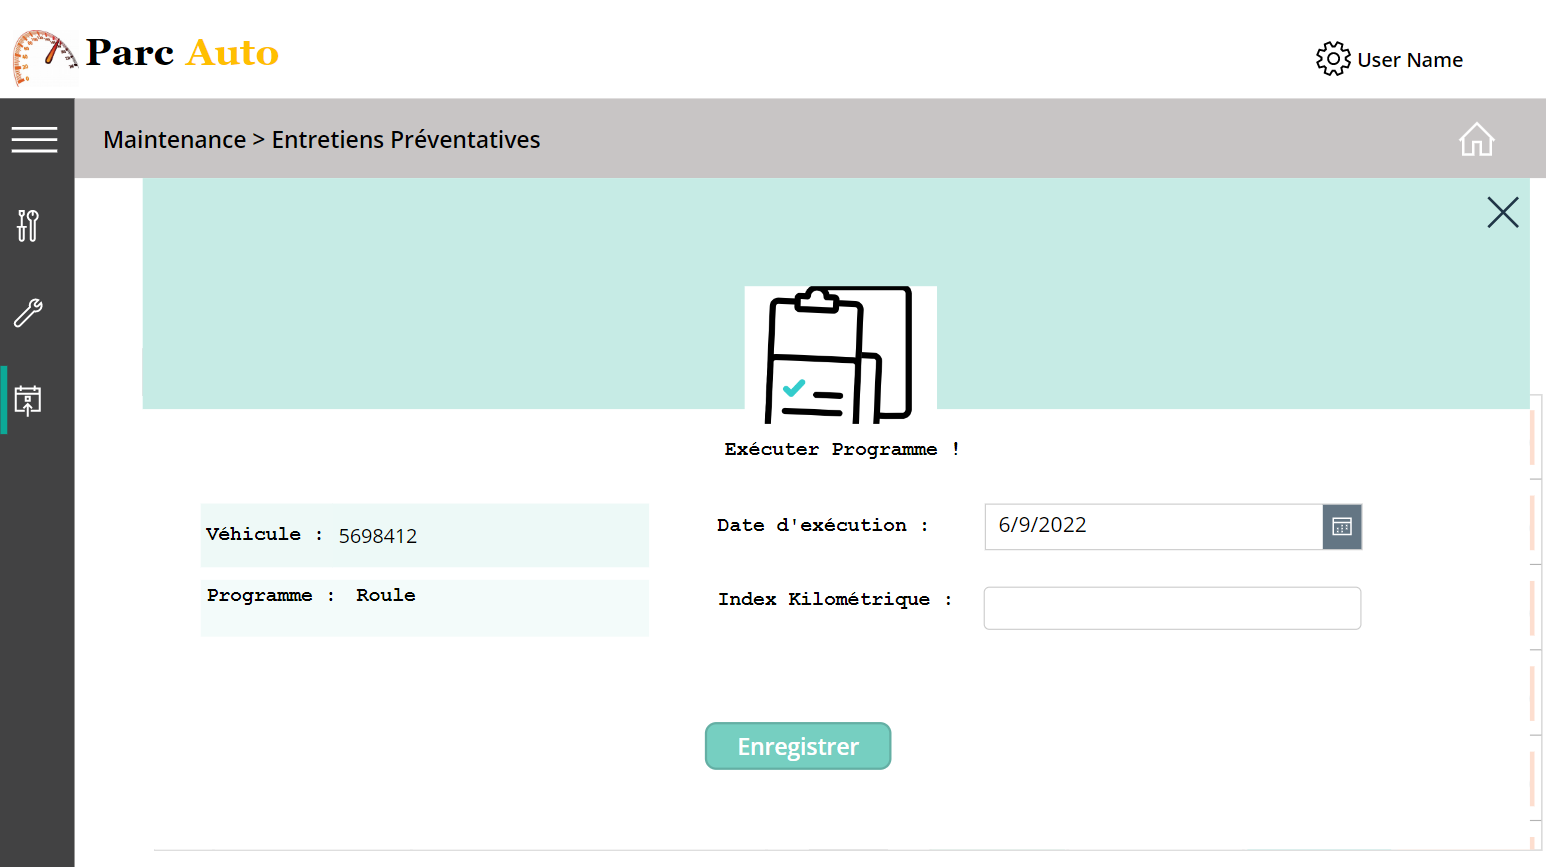 Parc Auto
User Name
Maintenance > Entretiens Préventatives
Exécuter Programme !
Véhicule : 5698412
Programme : Roule
Date d'exécution : 6/9/2022
Index Kilométrique :
Enregistrer